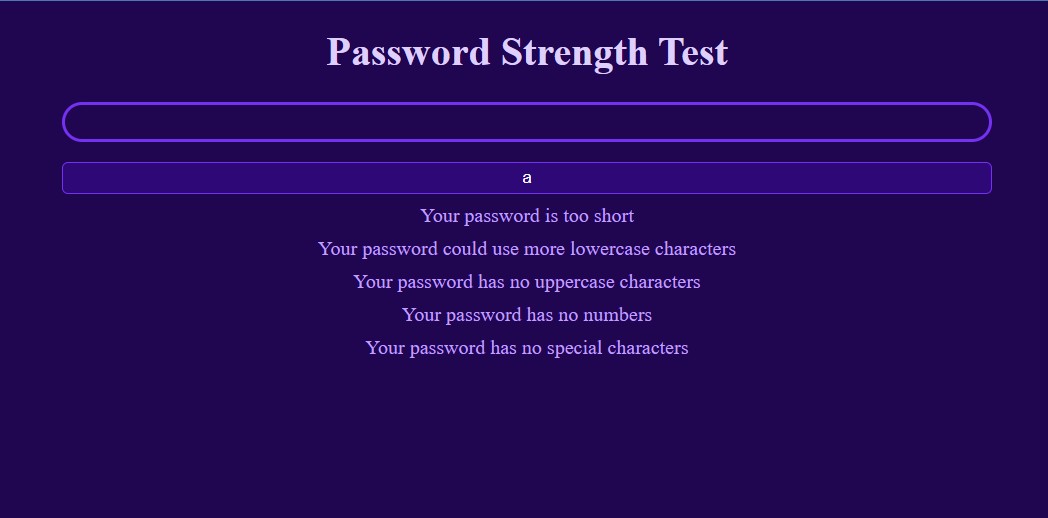 Password Strength Test
a
Your password is too short
Your password could use more lowercase characters
Your password has no uppercase characters
Your password has no numbers
Your password has no special characters